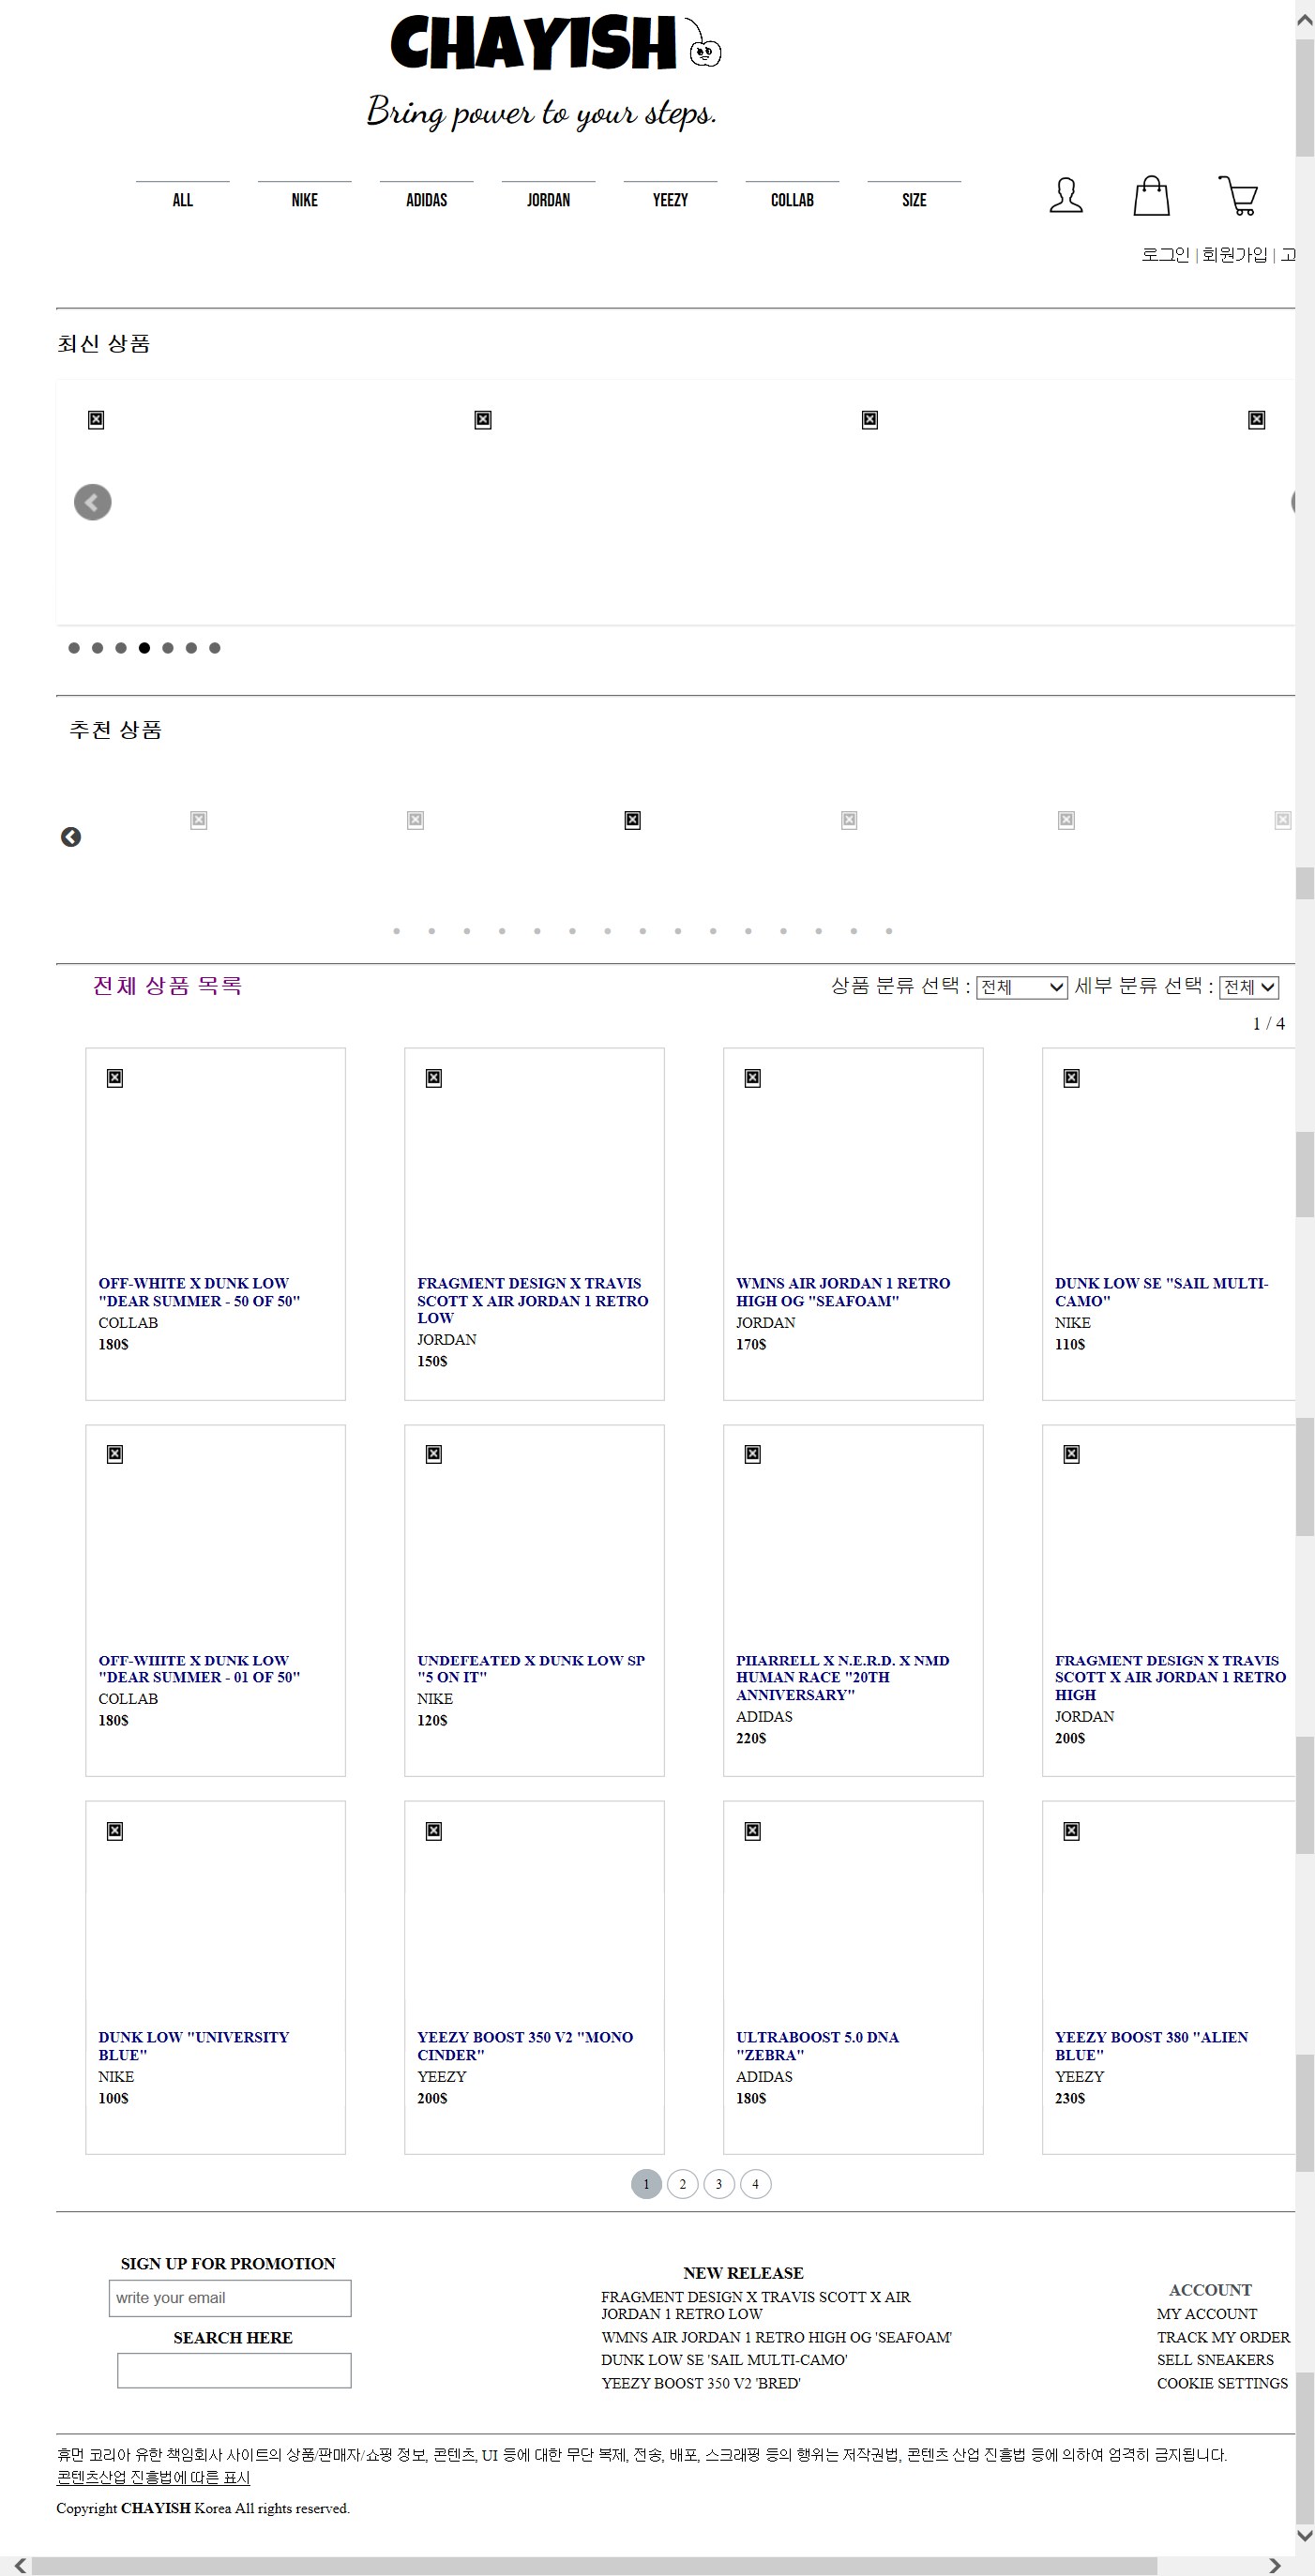 CHAYISH
Bring power to your steps.
ALL NIKE ADIDAS JORDAN YEEZY COLLAB SIZE
로그인 | 회원가입 | 고
최신 상품
추천 상품
전체 상품 목록
상품 분류 선택 : 전체 세부 분류 선택 : 전체
1 / 4
OFF-WHITE X DUNK LOW
"DEAR SUMMER - 50 OF 50"
COLLAB
180$
FRAGMENT DESIGN X TRAVIS
SCOTT X AIR JORDAN 1 RETRO
LOW
JORDAN
150$
WMNS AIR JORDAN 1 RETRO
HIGH OG "SEAFOAM"
JORDAN
170$
DUNK LOW SE "SAIL MULTI-
CAMO"
NIKE
110$
OFF-WHITE X DUNK LOW
"DEAR SUMMER - 01 OF 50"
COLLAB
180$
UNDEFEATED X DUNK LOW SP
"5 ON IT"
NIKE
120$
PHARRELL X N.E.R.D. X NMD
HUMAN RACE "20TH
ANNIVERSARY"
ADIDAS
220$
FRAGMENT DESIGN X TRAVIS
SCOTT X AIR JORDAN 1 RETRO
HIGH
JORDAN
200$
DUNK LOW "UNIVERSITY
BLUE"
NIKE
100$
YEEZY BOOST 350 V2 "MONO
CINDER"
YEEZY
200$
ULTRABOOST 5.0 DNA
"ZEBRA"
ADIDAS
180$
YEEZY BOOST 380 "ALIEN
BLUE"
YEEZY
230$
1 2 3 4
SIGN UP FOR PROMOTION
write your email
SEARCH HERE
NEW RELEASE
FRAGMENT DESIGN X TRAVIS SCOTT X AIR
JORDAN 1 RETRO LOW
WMNS AIR JORDAN 1 RETRO HIGH OG 'SEAFOAM'
DUNK LOW SE 'SAIL MULTI-CAMO'
YEEZY BOOST 350 V2 'BRED'
ACCOUNT
MY ACCOUNT
TRACK MY ORDER
SELL SNEAKERS
COOKIE SETTINGS
휴먼 코리아 유한 책임회사 사이트의 상품/판매자/쇼핑 정보, 콘텐츠, UI 등에 대한 무단 복제, 전송, 배포, 스크래핑 등의 행위는 저작권법, 콘텐츠 산업 진흥법 등에 의하여 엄격히 금지됩니다.
콘텐츠산업 진흥법에 따른 표시
Copyright CHAYISH Korea All rights reserved.